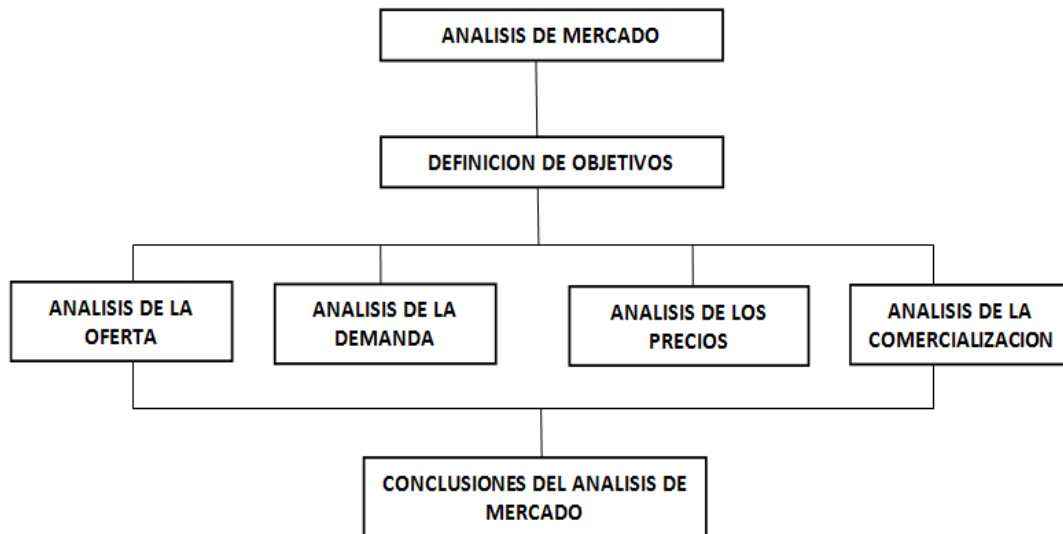 ANALISIS DE MERCADO
DEFINICION DE OBJETIVOS
ANALISIS DE LA
OFERTA
ANALISIS DE LA
DEMANDA
ANALISIS DE LOS
PRECIOS
ANALISIS DE LA
COMERCIALIZACION
CONCLUSIONES DEL ANALISIS DE
MERCADO